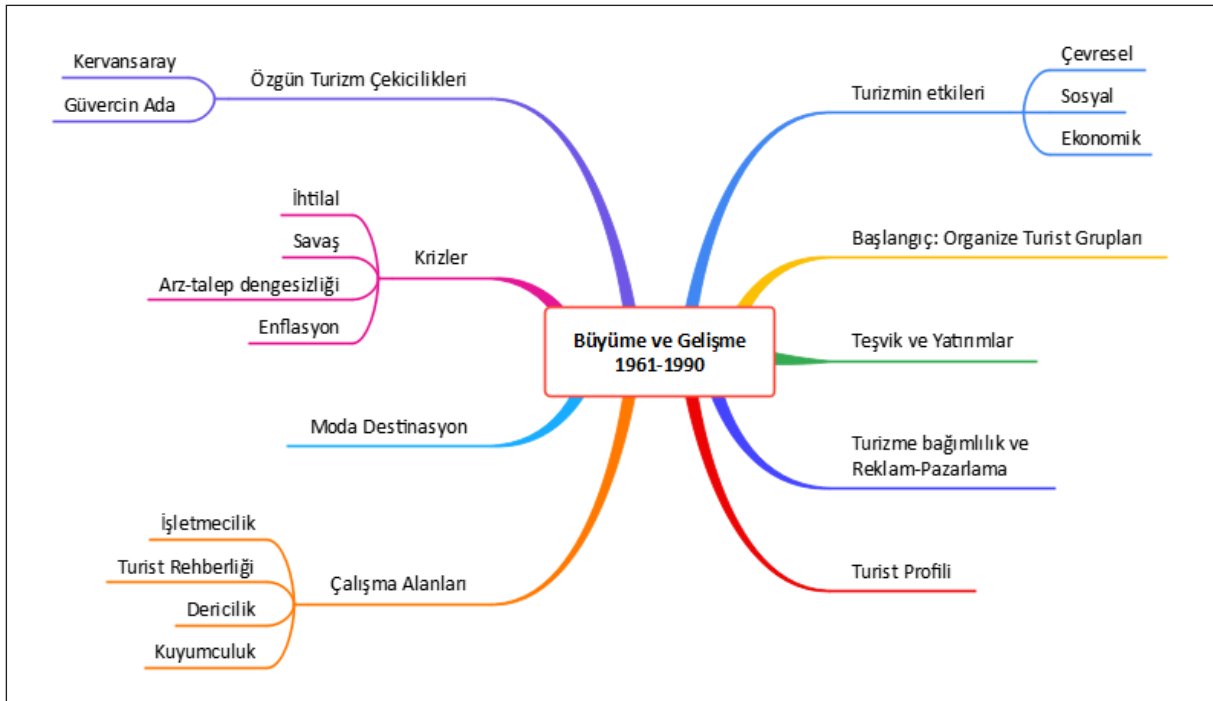 Büyüme ve Gelişme
1961-1990
Özgün Turizm Çekicilikleri
Kervansaray
Güvercin Ada
Krizler
İhtilal
Savaş
Arz-talep dengesizliği
Enflasyon
Moda Destinasyon
Çalışma Alanları
İşletmecilik
Turist Rehberliği
Dericilik
Kuyumculuk
Turizmin etkileri
Çevresel
Sosyal
Ekonomik
Başlangıç: Organize Turist Grupları
Teşvik ve Yatırımlar
Turizme bağımlılık ve
Reklam-Pazarlama
Turist Profili